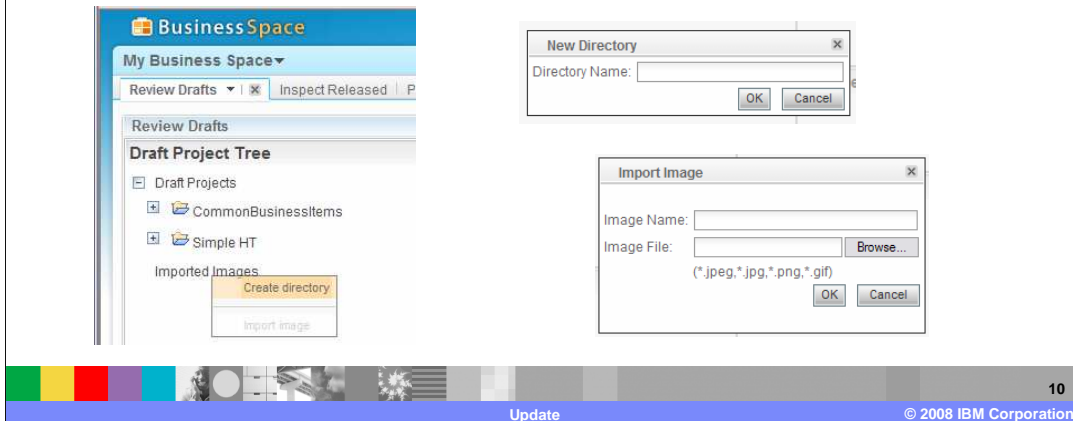 Business Space
My Business Space
Review Drafts
Inspect Released
P
Review Drafts
Draft Project Tree
Draft Projects
CommonBusinessItems
Simple HT
Imported Images
Create directory
Import image
New Directory
Directory Name:
OK
Cancel
e
Import Image
Image Name:
Image File:
Browse...
(*.jpeg,*.jpg,*.png,*.gif)
OK
Cancel
10
Update
© 2008 IBM Corporation